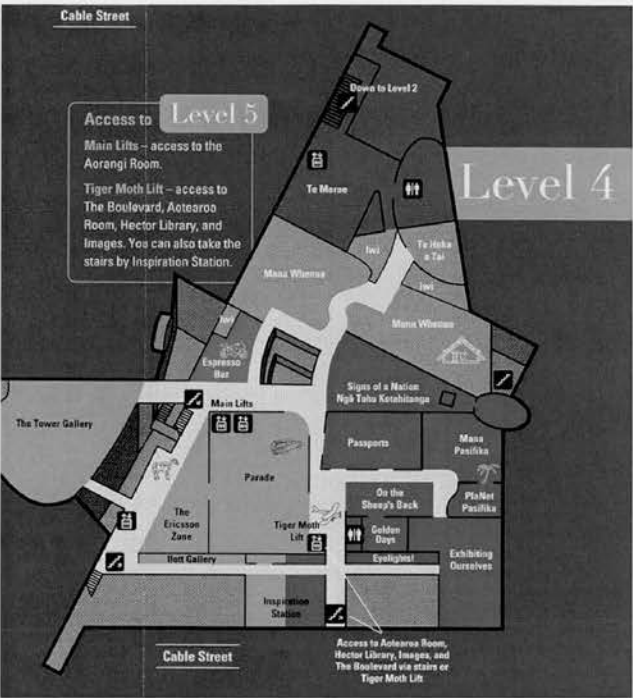 Cable Street
Access to Level 5
Main Lifts – access to the
Aorangi Room.
Tiger Moth Lift – access to
The Boulevard, Aotearoa
Room, Hector Library, and
Images. You can also take the
stairs by Inspiration Station.
Level 4
Down to Level 2
Te Marae
Iwi
Te Hoka
a Tai
Iwi
Mana Whenua
Mana Whenua
Iwi
Espresso
Bar
Signs of a Nation
Ngā Tohu Kotahitanga
The Tower Gallery
Main Lifts
Passports
Mana
Pasifika
Parade
On the
Sheep's Back
PlaNet
Pasifika
The
Ericsson
Zone
Tiger Moth
Lift
Golden
Days
Ilott Gallery
Eyelights!
Exhibiting
Ourselves
Inspiration
Station
Access to Aotearoa Room,
Hector Library, Images, and
The Boulevard via stairs or
Tiger Moth Lift
Cable Street